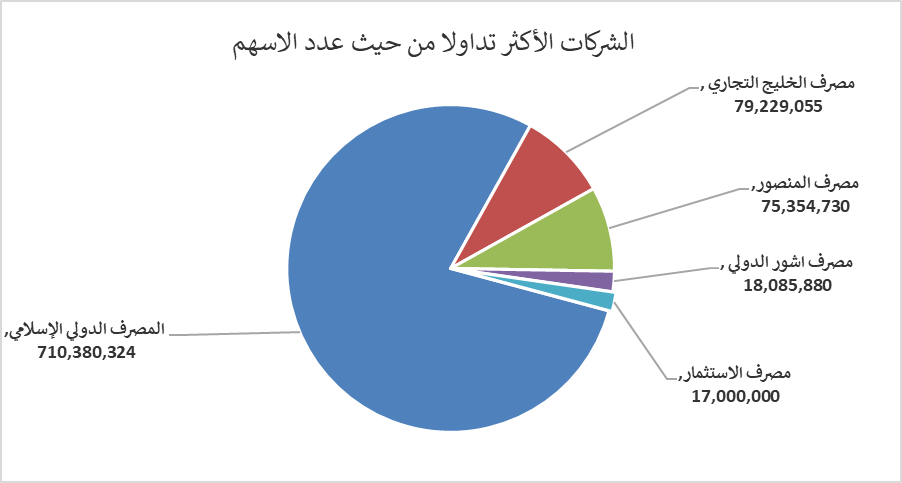 الشركات الأكثر تداولا من حيث عدد الاسهم
مصرف الخليج التجاري ,
79,229,055
مصرف المنصور,
75,354,730
مصرف اشور الدولي ,
18,085,880
المصرف الدولي الإسلامي,
710,380,324
مصرف الاستثمار,
17,000,000